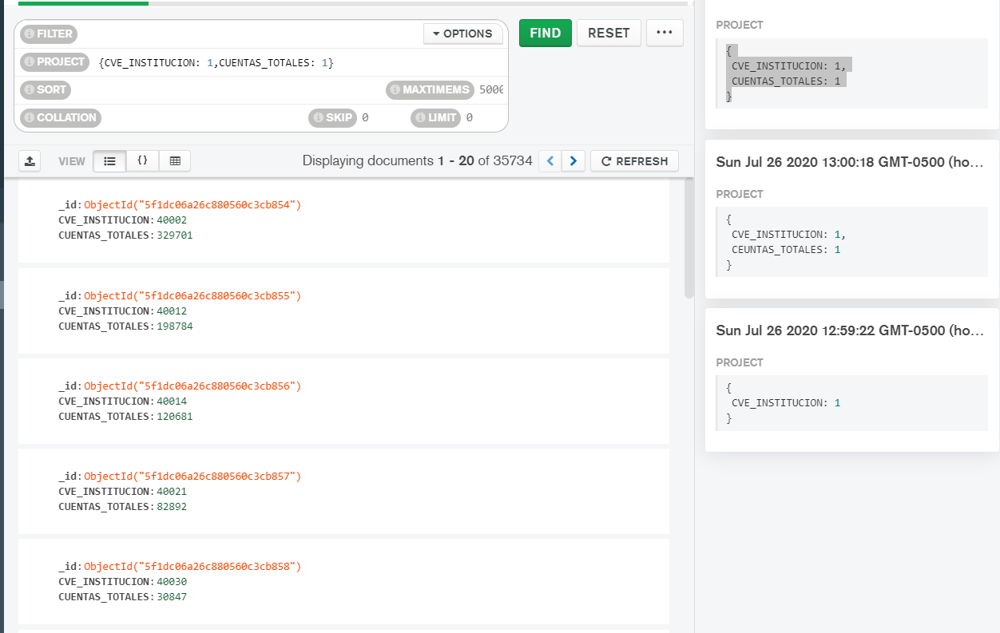 FILTER
OPTIONS
FIND
RESET
PROJECT {CVE_INSTITUCION: 1,CUENTAS_TOTALES: 1}
SORT
MAXTIMEMS 5000
COLLATION
SKIP 0
LIMIT 0
VIEW
{}
Displaying documents 1 - 20 of 35734
REFRESH
_id: ObjectId("5f1dc06a26c880560c3cb854")
CVE_INSTITUCION: 40002
CUENTAS_TOTALES: 329701
_id: ObjectId("5f1dc06a26c880560c3cb855")
CVE_INSTITUCION: 40012
CUENTAS_TOTALES: 198784
_id: ObjectId("5f1dc06a26c880560c3cb856")
CVE_INSTITUCION: 40014
CUENTAS_TOTALES: 120681
_id: ObjectId("5f1dc06a26c880560c3cb857")
CVE_INSTITUCION: 40021
CUENTAS_TOTALES: 82892
_id: ObjectId("5f1dc06a26c880560c3cb858")
CVE_INSTITUCION: 40030
CUENTAS_TOTALES: 30847
PROJECT
{
CVE_INSTITUCION: 1,
CUENTAS_TOTALES: 1
}
Sun Jul 26 2020 13:00:18 GMT-0500 (ho...
PROJECT
{
CVE_INSTITUCION: 1,
CEUNTAS_TOTALES: 1
}
Sun Jul 26 2020 12:59:22 GMT-0500 (ho...
PROJECT
{
CVE_INSTITUCION: 1
}